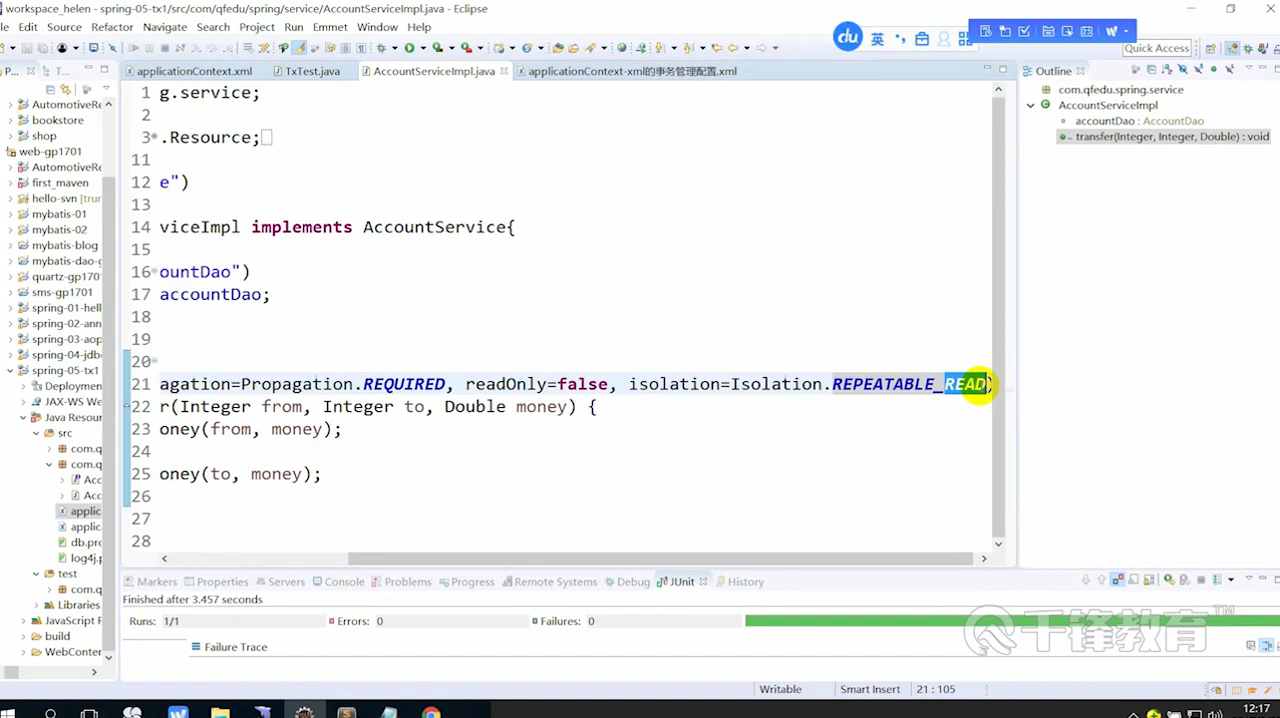 workspace_helen - spring-05-tx1/src/com/qfedu/spring/service/AccountServiceImpl.java - Eclipse
le Edit Source Refactor Navigate Search Project Run Emmet Window Help
du 英
Quick Access
P... T...
applicationContext.xml TxTest.java AccountServiceImpl.java applicationContext-xml的事务管理配置.xml
Outline
AutomotiveRe
bookstore
shop
web-gp1701
AutomotiveRe
first_maven
hello-svn [trun
mybatis-01
mybatis-02
mybatis-blog
mybatis-dao-g
quartz-gp1701
sms-gp1701
spring-01-hell
spring-02-ann
spring-03-aop
spring-04-jdbc
spring-05-tx1
Deploymen
JAX-WS We
Java Resour
src
com.q
com.q
Acc
Acc
applic
applic
db.pro
log4j.p
test
com.q
Libraries
JavaScript R
build
WebConten
1 g.service;
2
3 .Resource;
11
12 e")
13
14 viceImpl implements AccountService{
15
16 ountDao")
17 accountDao;
18
19
20
21 agation=Propagation.REQUIRED, readOnly=false, isolation=Isolation.REPEATABLE_READ)
22 r(Integer from, Integer to, Double money) {
23 oney(from, money);
24
25 oney(to, money);
26
27
28
com.qfedu.spring.service
AccountServiceImpl
accountDao : AccountDao
transfer(Integer, Integer, Double) : void
Markers Properties Servers Console Problems Progress Remote Systems Debug JUnit History
Finished after 3.457 seconds
Runs: 1/1 Errors: 0 Failures: 0
Failure Trace
千锋教育™
Writable Smart Insert 21 : 105
12:17